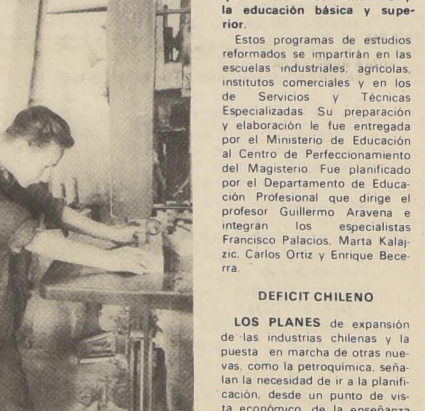 la educación básica y supe-
rior.
Estos programas de estudios
reformados se impartirán en las
escuelas industriales, agrícolas,
institutos comerciales y en los
de Servicios y Técnicas
Especializadas. Su preparación
y elaboración le fue entregada
por el Ministerio de Educación
al Centro de Perfeccionamiento
del Magisterio. Fue planificado
por el Departamento de Educa-
ción Profesional que dirige el
profesor Guillermo Aravena e
integran los especialistas
Francisco Palacios, Marta Kalaj-
zic, Carlos Ortiz y Enrique Bece-
rra.
DEFICIT CHILENO
LOS PLANES de expansión
de las industrias chilenas y la
puesta en marcha de otras nue-
vas, como la petroquímica, seña-
lan la necesidad de ir a la planifi-
cación, desde un punto de vis-
ta económico, de la enseñanza